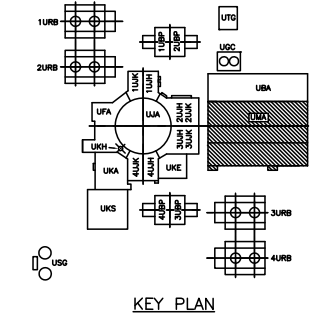 1URB
2URB
1UBP
2UBP
UTG
UGC
UBA
UMA
1UJK
1UJH
UFA
UJA
2UJH
2UJK
UKH
3UJH
3UJK
4UJK
4UJH
UKA
UKE
UKS
4UBP
3UBP
3URB
4URB
USG
KEY PLAN